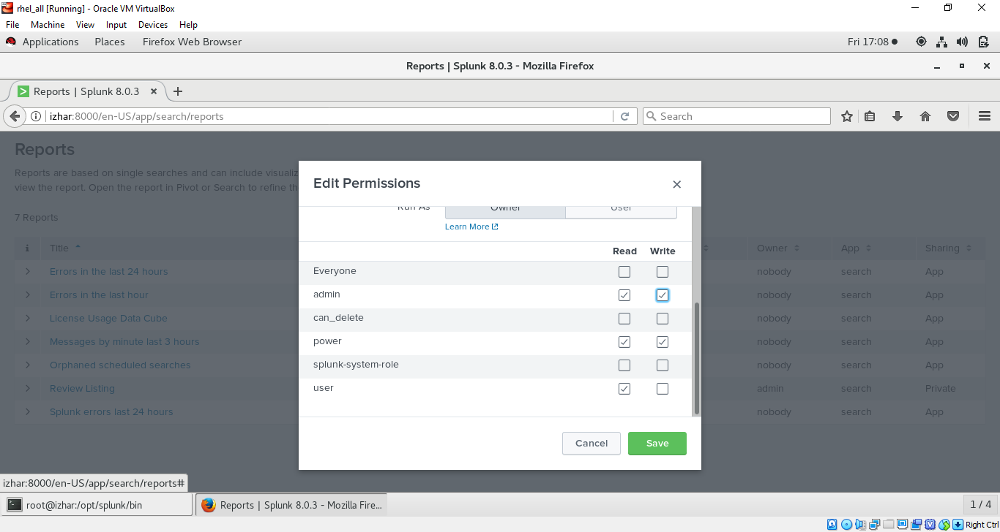 rhel_all [Running] - Oracle VM VirtualBox
File Machine View Input Devices Help
Applications Places Firefox Web Browser Fri 17:08
Reports | Splunk 8.0.3 - Mozilla Firefox
Reports | Splunk 8.0.3
izhar:8000/en-US/app/search/reports Search
Reports
Reports are based on single searches and can include visualiz
view the report. Open the report in Pivot or Search to refine th
7 Reports
Edit Permissions
Run As Owner User
Learn More
Read Write
Everyone
admin
can_delete
power
splunk-system-role
user
Cancel Save
i Title Owner App Sharing
Errors in the last 24 hours nobody search App
Errors in the last hour nobody search App
License Usage Data Cube nobody search App
Messages by minute last 3 hours nobody search App
Orphaned scheduled searches nobody search App
Review Listing admin search Private
Splunk errors last 24 hours nobody search App
izhar:8000/en-US/app/search/reports#
root@izhar:/opt/splunk/bin Reports | Splunk 8.0.3 - Mozilla Fire... 1 / 4
Right Ctrl